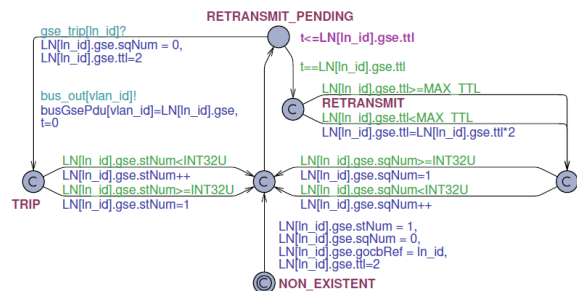 RETRANSMIT_PENDING
gse_trip[ln_id]?
LN[ln_id].gse.sqNum = 0,
LN[ln_id].gse.ttl=2
t<=LN[ln_id].gse.ttl
t==LN[ln_id].gse.ttl
bus_out[vlan_id]!
busGsePdu[vlan_id]=LN[ln_id].gse,
t=0
LN[ln_id].gse.ttl>=MAX_TTL
RETRANSMIT
LN[ln_id].gse.ttl<MAX_TTL
LN[ln_id].gse.ttl=LN[ln_id].gse.ttl*2
C
LN[ln_id].gse.stNum<INT32U
LN[ln_id].gse.stNum++
LN[ln_id].gse.stNum>=INT32U
LN[ln_id].gse.stNum=1
C
TRIP
C
LN[ln_id].gse.sqNum>=INT32U
LN[ln_id].gse.sqNum=1
LN[ln_id].gse.sqNum<INT32U
LN[ln_id].gse.sqNum++
C
LN[ln_id].gse.stNum = 1,
LN[ln_id].gse.sqNum = 0,
LN[ln_id].gse.gocbRef = ln_id,
LN[ln_id].gse.ttl=2
C
NON_EXISTENT